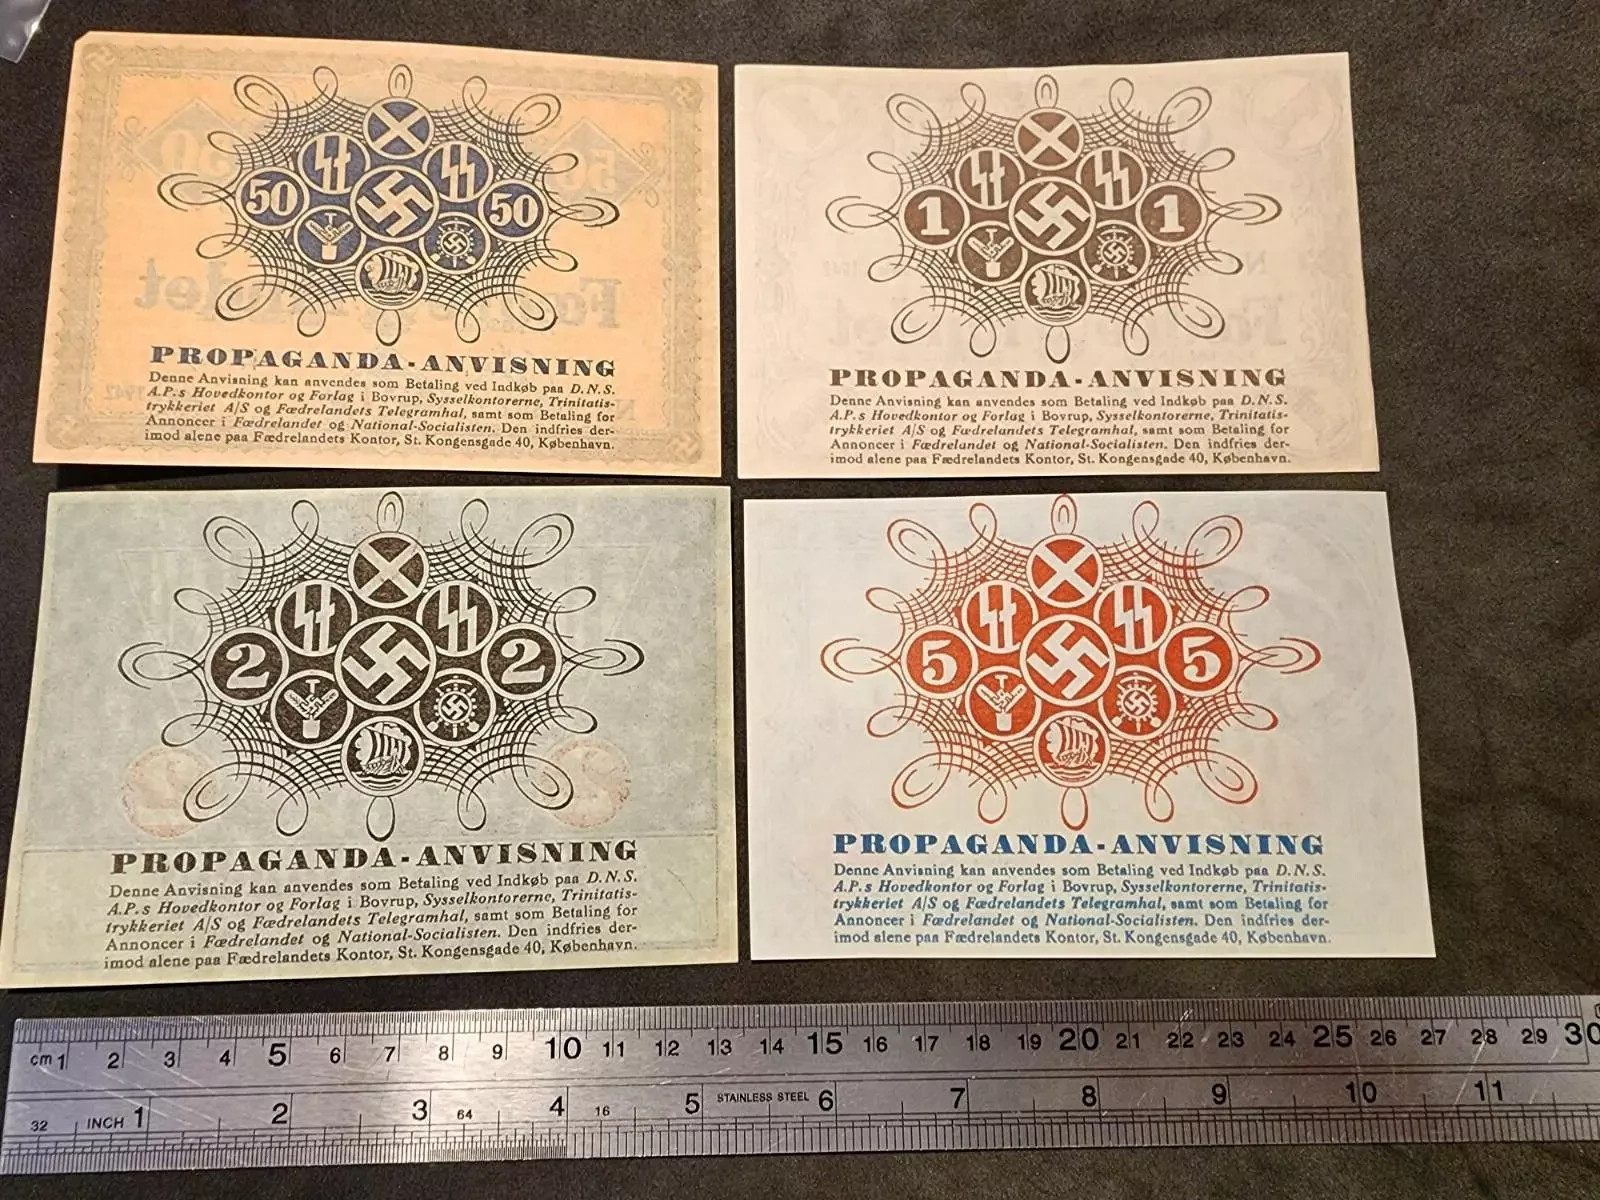 50 50
PROPAGANDA-ANVISNING
Denne Anvisning kan anvendes som Betaling ved Indkøb paa D.N.S.
A.P.s Hovedkontor og Forlag i Bovrup, Sysselkontorerne, Trinitatis-
trykkeriet A/S og Fædrelandets Telegramhal, samt som Betaling for
Annoncer i Fædrelandet og National-Socialisten. Den indfries der-
imod alene paa Fædrelandets Kontor, St. Kongensgade 40, København.
1 1
PROPAGANDA-ANVISNING
Denne Anvisning kan anvendes som Betaling ved Indkøb paa D.N.S.
A.P.s Hovedkontor og Forlag i Bovrup, Sysselkontorerne, Trinitatis-
trykkeriet A/S og Fædrelandets Telegramhal, samt som Betaling for
Annoncer i Fædrelandet og National-Socialisten. Den indfries der-
imod alene paa Fædrelandets Kontor, St. Kongensgade 40, København.
2 2
PROPAGANDA-ANVISNING
Denne Anvisning kan anvendes som Betaling ved Indkøb paa D.N.S.
A.P.s Hovedkontor og Forlag i Bovrup, Sysselkontorerne, Trinitatis-
trykkeriet A/S og Fædrelandets Telegramhal, samt som Betaling for
Annoncer i Fædrelandet og National-Socialisten. Den indfries der-
imod alene paa Fædrelandets Kontor, St. Kongensgade 40, København.
5 5
PROPAGANDA-ANVISNING
Denne Anvisning kan anvendes som Betaling ved Indkøb paa D.N.S.
A.P.s Hovedkontor og Forlag i Bovrup, Sysselkontorerne, Trinitatis-
trykkeriet A/S og Fædrelandets Telegramhal, samt som Betaling for
Annoncer i Fædrelandet og National-Socialisten. Den indfries der-
imod alene paa Fædrelandets Kontor, St. Kongensgade 40, København.
cm 1 2 3 4 5 6 7 8 9 10 11 12 13 14 15 16 17 18 19 20 21 22 23 24 25 26 27 28 29 30
32 INCH 1 2 3 64 4 16 5 STAINLESS STEEL 6 7 8 9 10 11